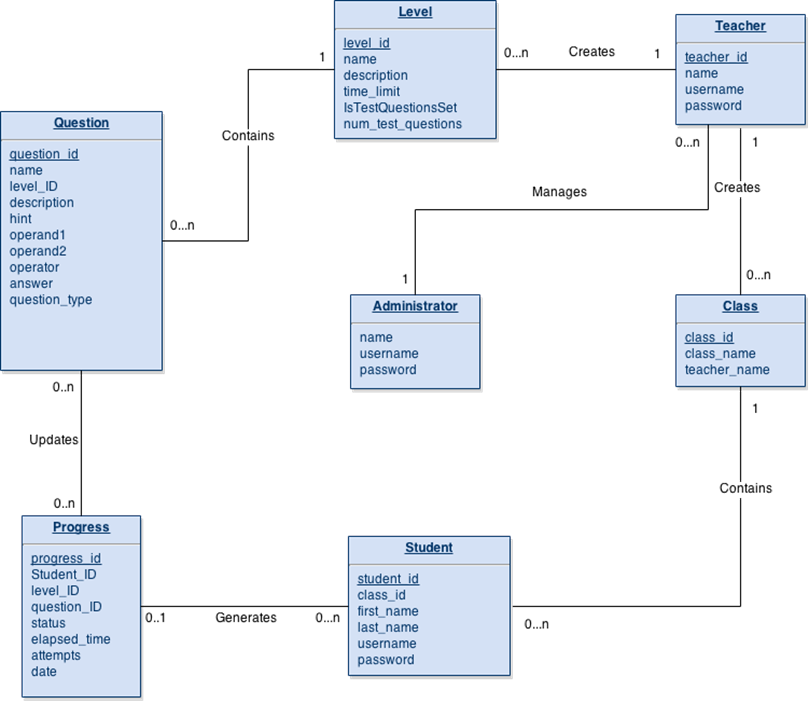 Level
level_id
name
description
time_limit
IsTestQuestionsSet
num_test_questions
0...n
Creates
1
Teacher
teacher_id
name
username
password
1
Contains
0...n
Question
question_id
name
level_ID
description
hint
operand1
operand2
operator
answer
question_type
0...n
Manages
1
1
Creates
0...n
Administrator
name
username
password
Class
class_id
class_name
teacher_name
0..n
Updates
0..n
1
Contains
0...n
Progress
progress_id
Student_ID
level_ID
question_ID
status
elapsed_time
attempts
date
0..1
Generates
0...n
Student
student_id
class_id
first_name
last_name
username
password